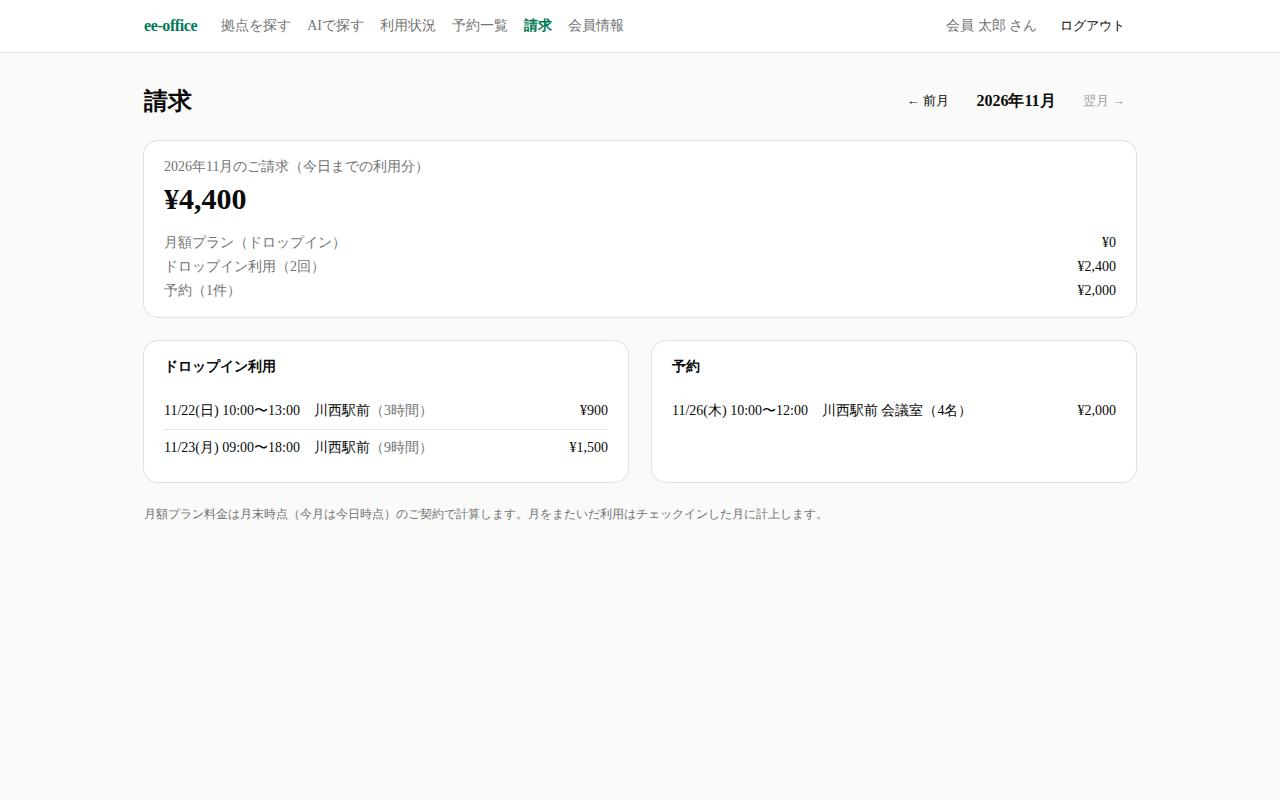 ee-office 拠点を探す AIで探す 利用状況 予約一覧 請求 会員情報 会員 太郎 さん ログアウト
請求 ← 前月 2026年11月 翌月 →
2026年11月のご請求（今日までの利用分）
¥4,400
月額プラン（ドロップイン） ¥0
ドロップイン利用（2回） ¥2,400
予約（1件） ¥2,000
ドロップイン利用
11/22(日) 10:00〜13:00 川西駅前（3時間） ¥900
11/23(月) 09:00〜18:00 川西駅前（9時間） ¥1,500
予約
11/26(木) 10:00〜12:00 川西駅前 会議室（4名） ¥2,000
月額プラン料金は月末時点（今月は今日時点）のご契約で計算します。月をまたいだ利用はチェックインした月に計上します。